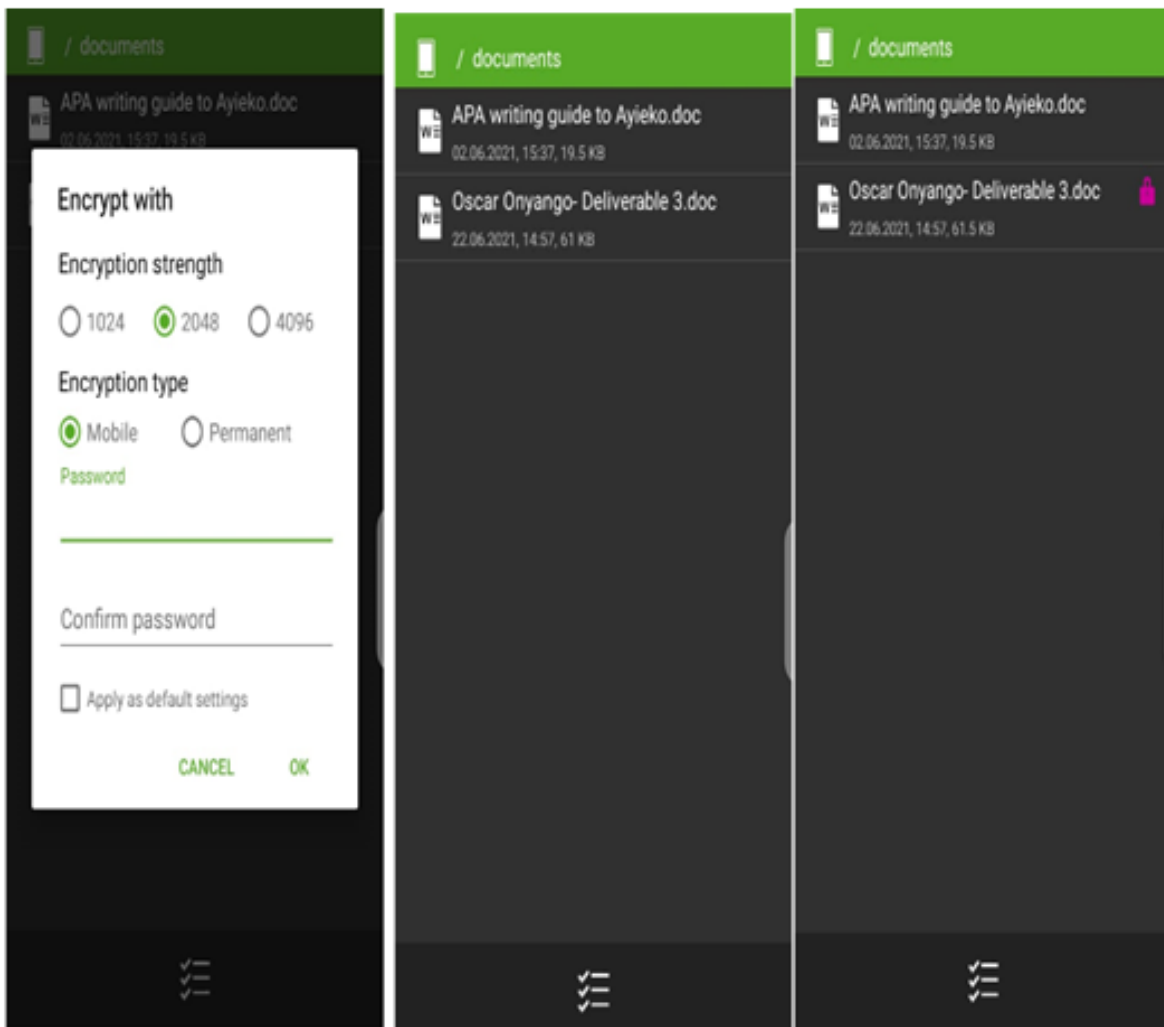 / documents
APA writing guide to Ayieko.doc
02.06.2021, 15:37, 19.5 KB
Encrypt with
Encryption strength
1024 2048 4096
Encryption type
Mobile Permanent
Password
Confirm password
Apply as default settings
CANCEL OK
/ documents
APA writing guide to Ayieko.doc
02.06.2021, 15:37, 19.5 KB
Oscar Onyango- Deliverable 3.doc
22.06.2021, 14:57, 61 KB
/ documents
APA writing guide to Ayieko.doc
02.06.2021, 15:37, 19.5 KB
Oscar Onyango- Deliverable 3.doc
22.06.2021, 14:57, 61.5 KB